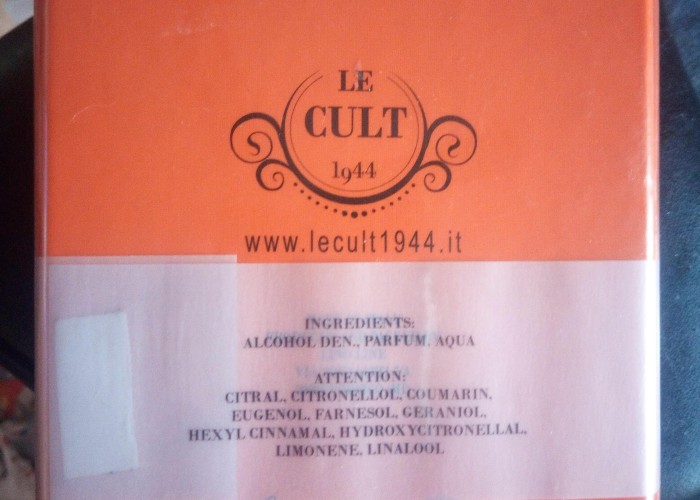 LE
CULT
1944
www.lecult1944.it
INGREDIENTS:
ALCOHOL DEN., PARFUM, AQUA
ATTENTION:
CITRAL, CITRONELLOL, COUMARIN,
EUGENOL, FARNESOL, GERANIOL,
HEXYL CINNAMAL, HYDROXYCITRONELLAL,
LIMONENE, LINALOOL